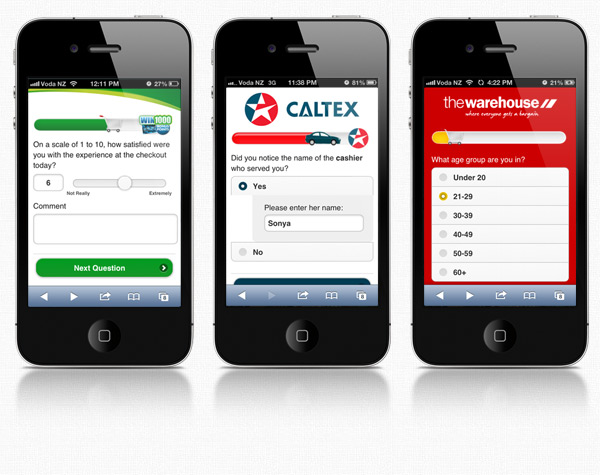 Voda NZ 12:11 PM 27%
WIN 1000
On a scale of 1 to 10, how satisfied were
you with the experience at the checkout
today?
6
Not Really Extremely
Comment
Next Question
Voda NZ 3G 11:38 PM 81%
CALTEX
Did you notice the name of the cashier
who served you?
Yes
Please enter her name:
Sonya
No
Voda NZ 4:22 PM 27%
the warehouse
where everyone gets a bargain
What age group are you in?
Under 20
21-29
30-39
40-49
50-59
60+